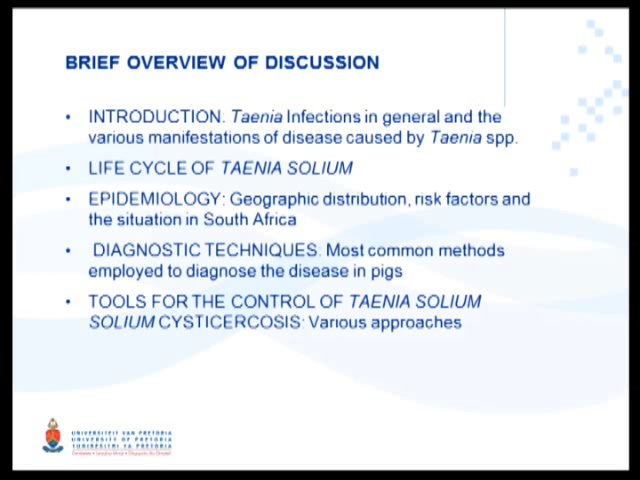 BRIEF OVERVIEW OF DISCUSSION
• INTRODUCTION. Taenia Infections in general and the
various manifestations of disease caused by Taenia spp.
• LIFE CYCLE OF TAENIA SOLIUM
• EPIDEMIOLOGY: Geographic distribution, risk factors and
the situation in South Africa
• DIAGNOSTIC TECHNIQUES. Most common methods
employed to diagnose the disease in pigs
• TOOLS FOR THE CONTROL OF TAENIA SOLIUM
SOLIUM CYSTICERCOSIS: Various approaches
UNIVERSITEIT VAN PRETORIA
UNIVERSITY OF PRETORIA
YUNIBESITHI YA PRETORIA